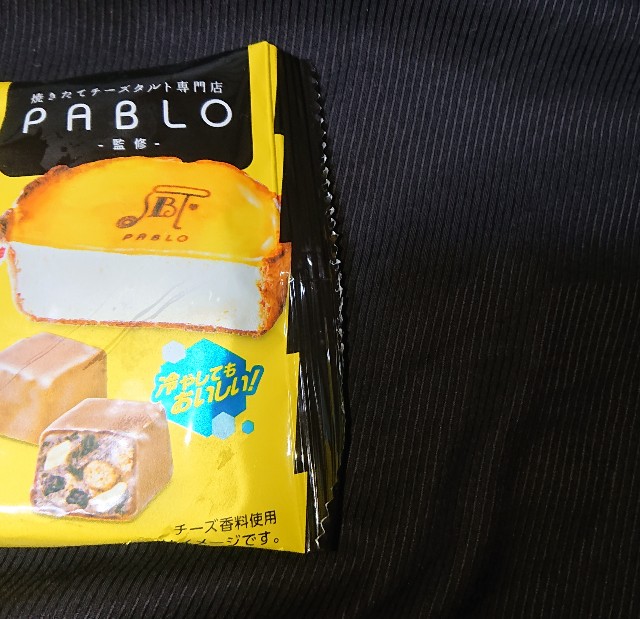 焼きたてチーズタルト専門店
PABLO
-監修-
PABLO
冷やしても
おいしい!
チーズ香料使用
イメージです。